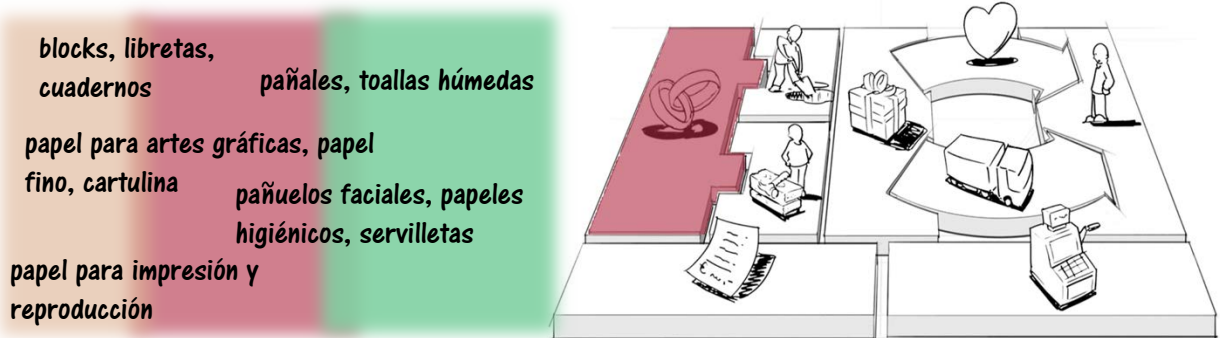 blocks, libretas,
cuadernos
pañales, toallas húmedas
papel para artes gráficas, papel
fino, cartulina
pañuelos faciales, papeles
higiénicos, servilletas
papel para impresión y
reproducción